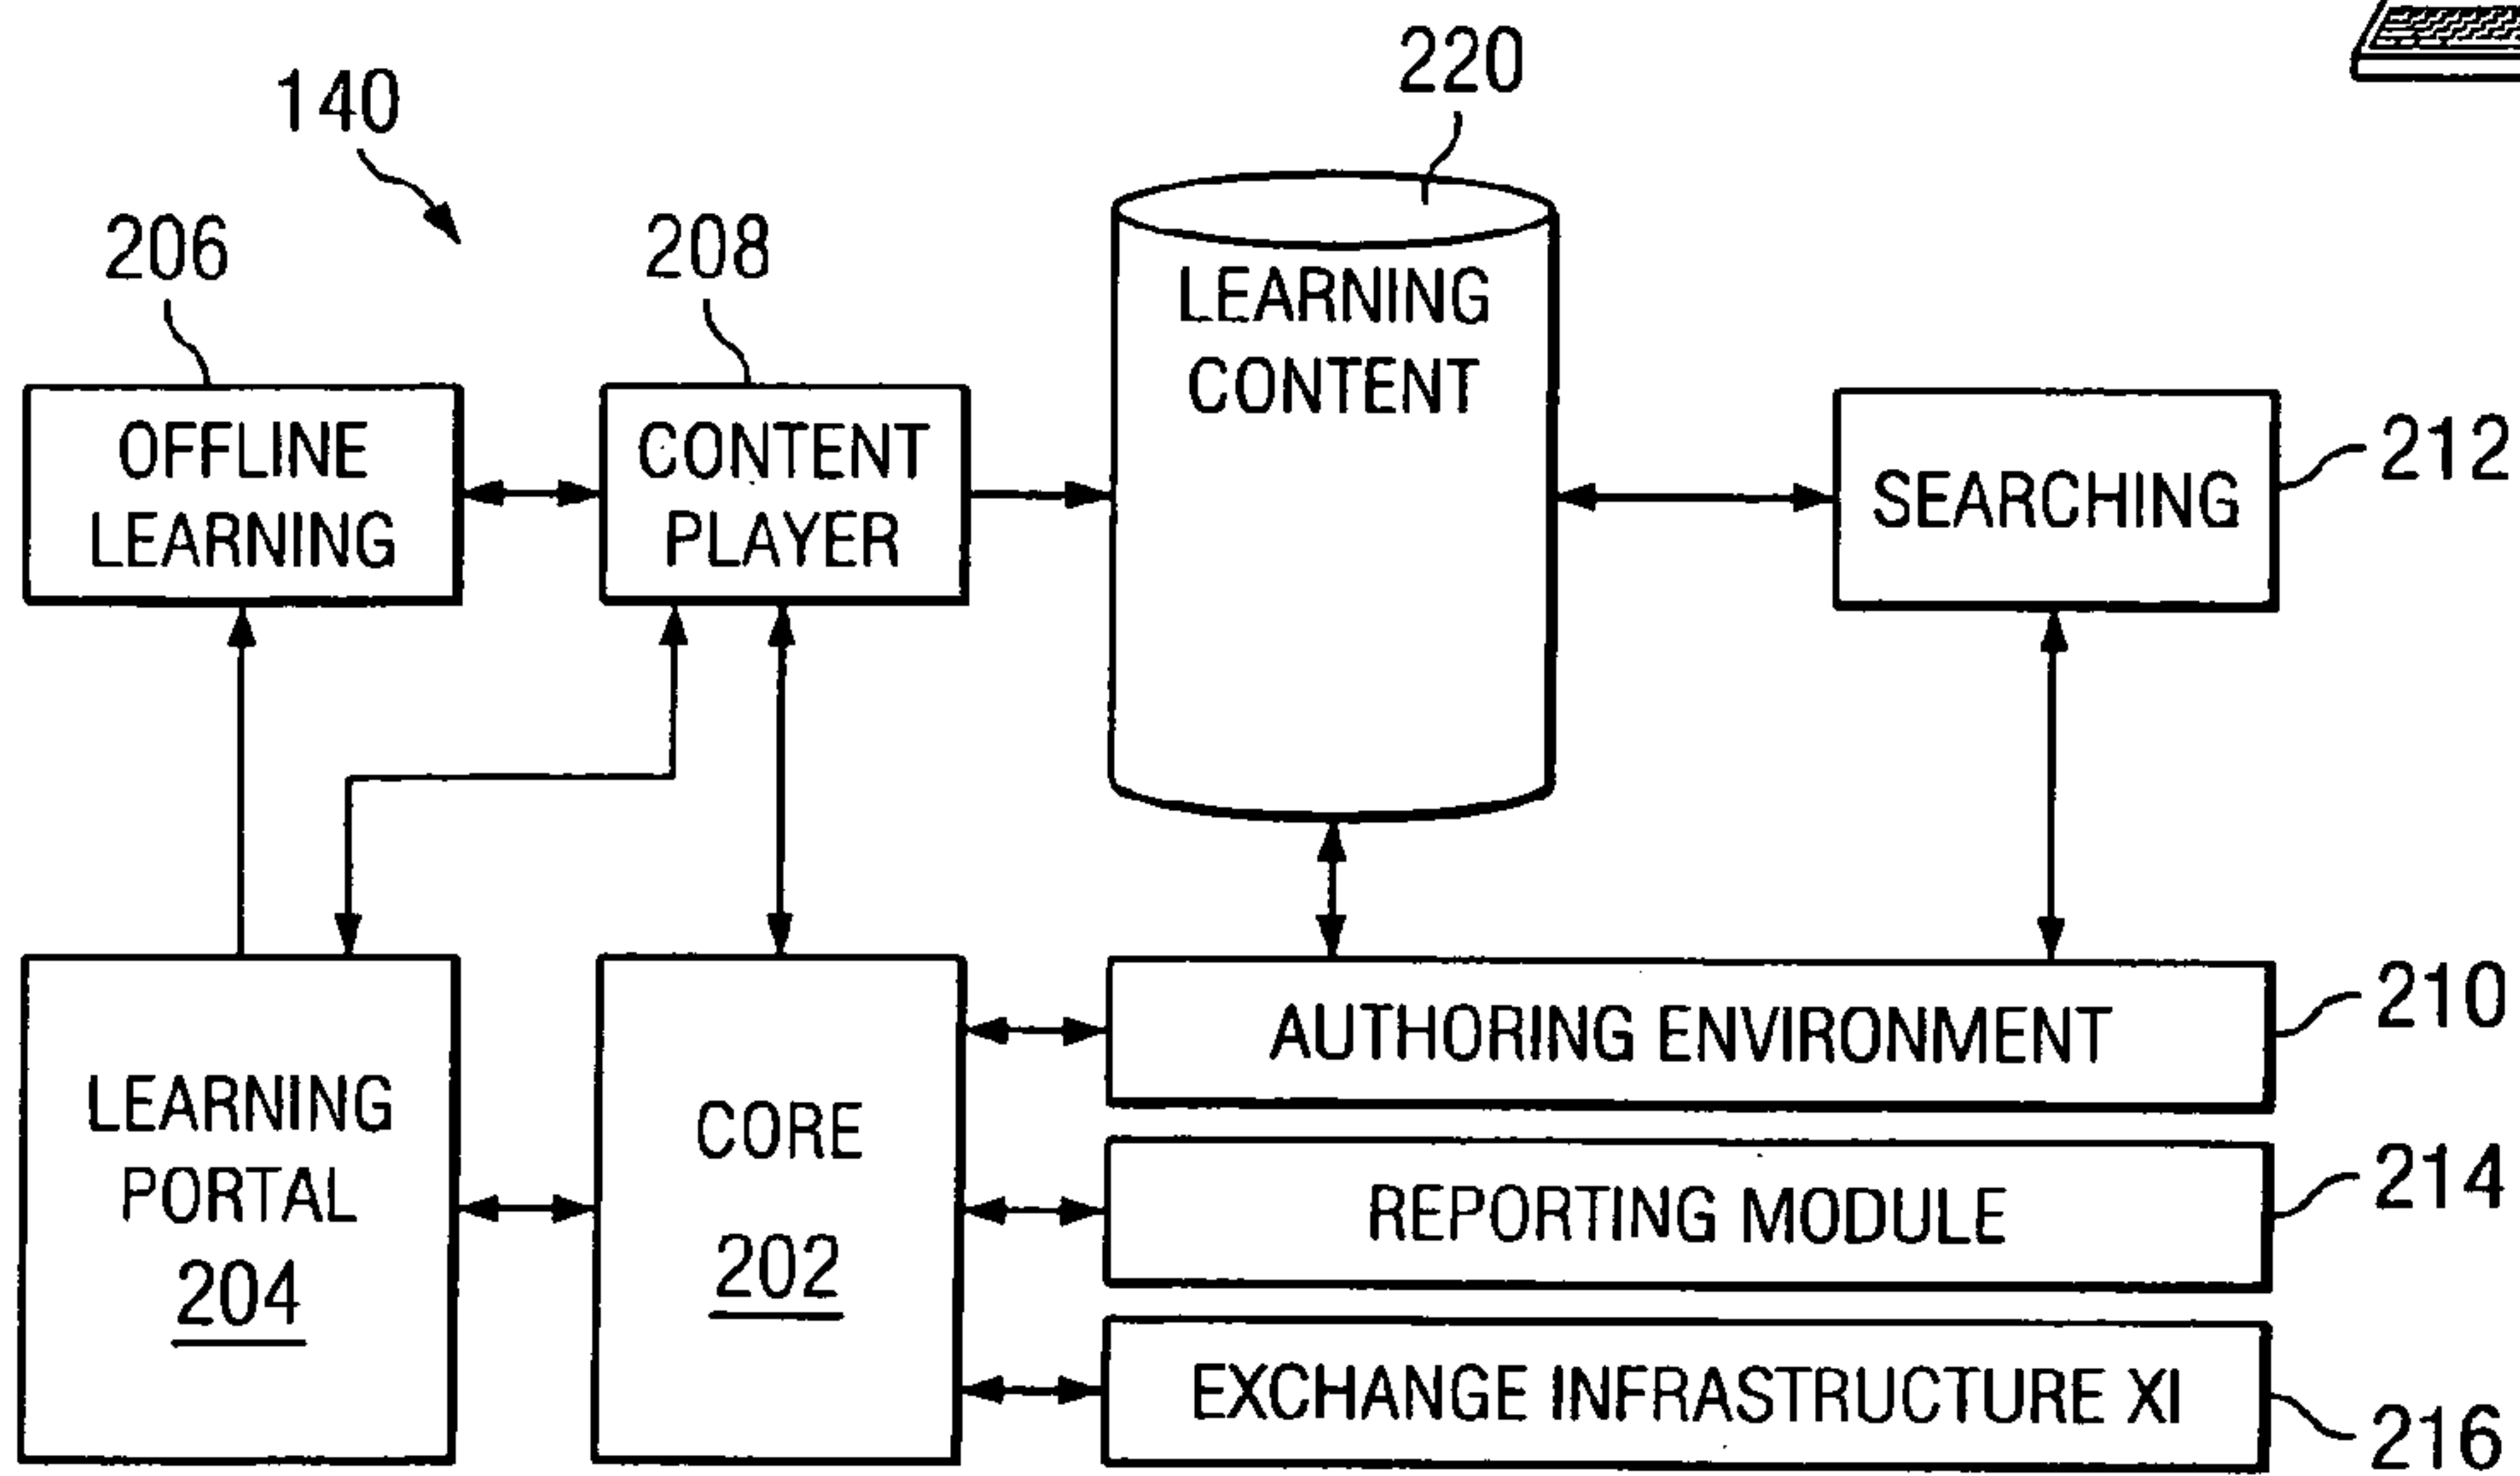 220
140
206
208
LEARNING
CONTENT
OFFLINE
LEARNING
CONTENT
PLAYER
SEARCHING
212
AUTHORING ENVIRONMENT
210
LEARNING
PORTAL
204
CORE
202
REPORTING MODULE
214
EXCHANGE INFRASTRUCTURE XI
216